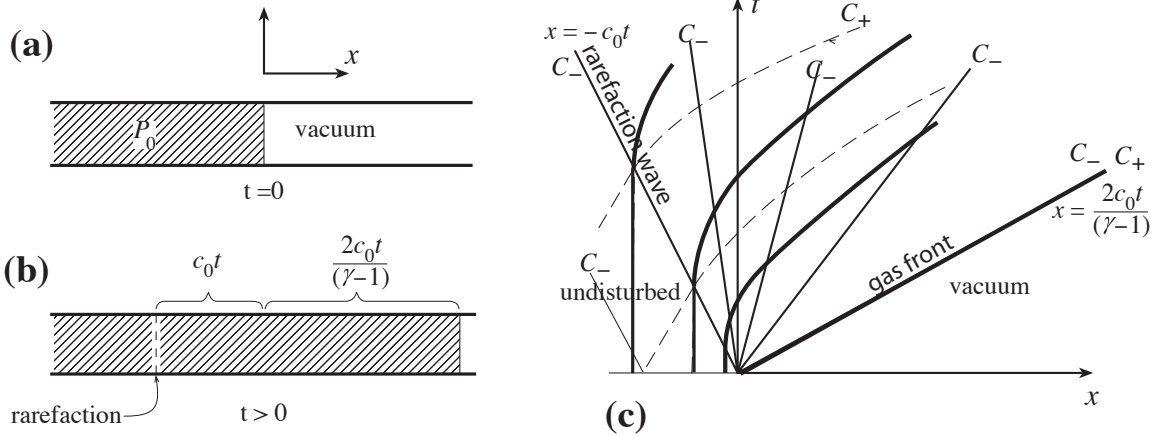 (a)
x
P₀
vacuum
t =0
(b)
c₀t
2c₀t
(γ−1)
rarefaction
t > 0
t
x = −c₀t
C₋
C₋
C₊
C₋
C₋
rarefaction wave
C₋ C₊
x = 2c₀t
(γ−1)
C₋
undisturbed
gas front
vacuum
x
(c)